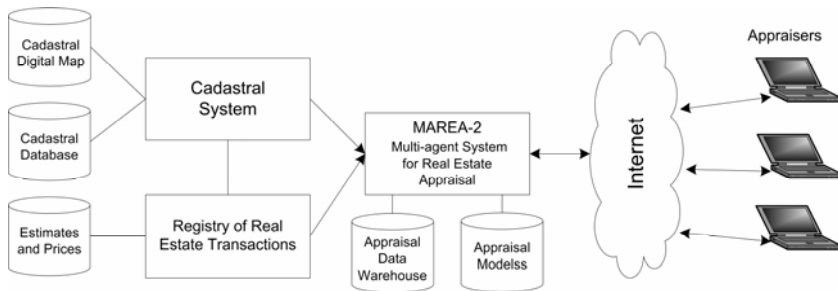 Cadastral
Digital Map
Cadastral
Database
Estimates
and Prices
Cadastral
System
Registry of Real
Estate Transactions
MAREA-2
Multi-agent System
for Real Estate
Appraisal
Appraisal
Data
Warehouse
Appraisal
Modelss
Internet
Appraisers